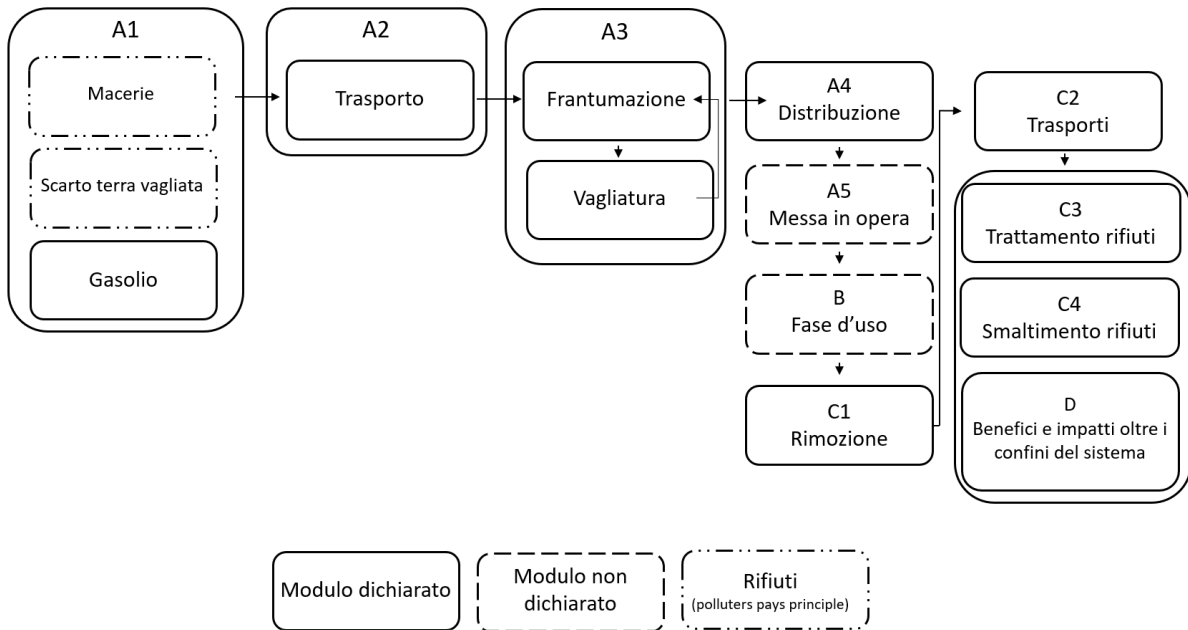 A1
Macerie
Scarto terra vagliata
Gasolio
A2
Trasporto
A3
Frantumazione
Vagliatura
A4
Distribuzione
A5
Messa in opera
B
Fase d'uso
C1
Rimozione
C2
Trasporti
C3
Trattamento rifiuti
C4
Smaltimento rifiuti
D
Benefici e impatti oltre i
confini del sistema
Modulo dichiarato
Modulo non
dichiarato
Rifiuti
(polluters pays principle)